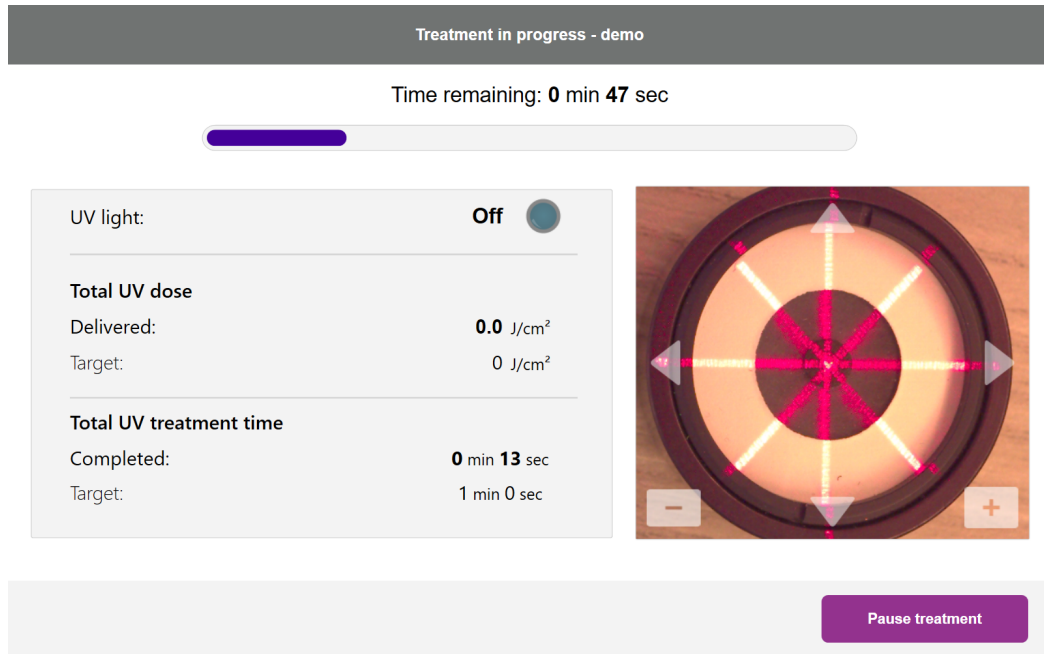 Treatment in progress - demo
Time remaining: 0 min 47 sec
UV light: Off
Total UV dose
Delivered: 0.0 J/cm²
Target: 0 J/cm²
Total UV treatment time
Completed: 0 min 13 sec
Target: 1 min 0 sec
− +
Pause treatment